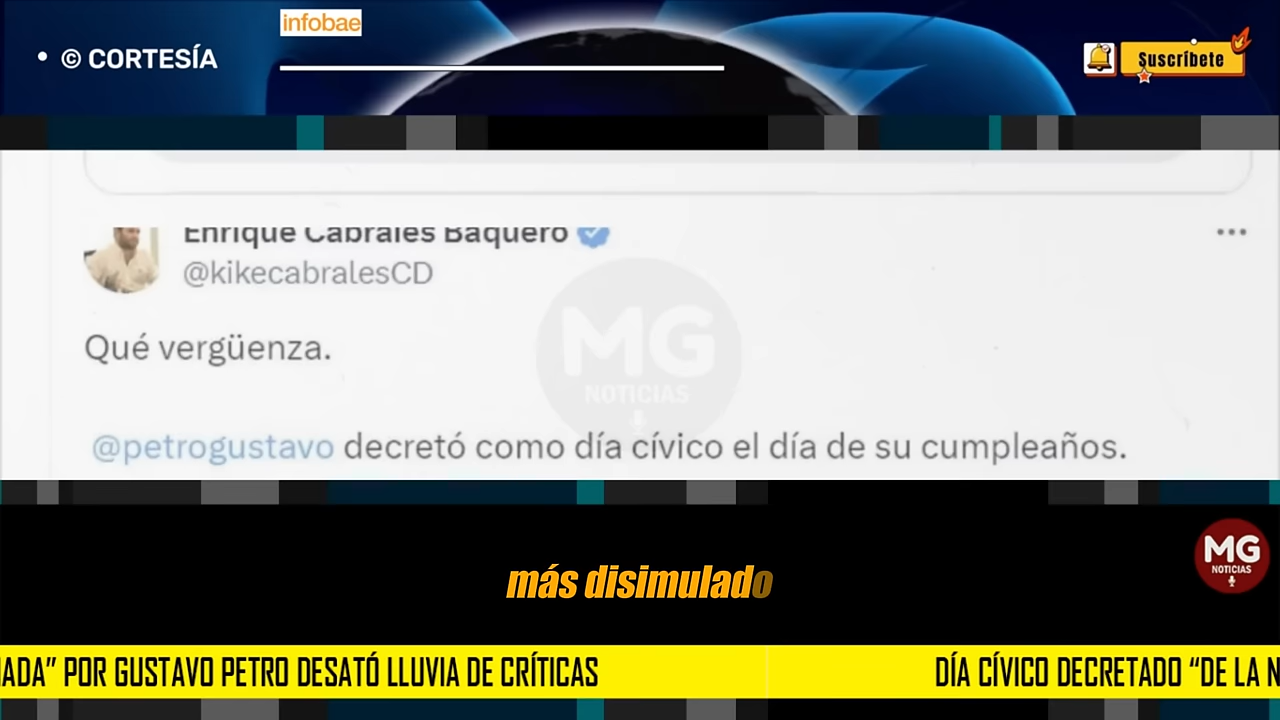 infobae
• © CORTESÍA
Suscríbete
Enrique Cabrales Baquero
@kikecabralesCD
Qué vergüenza.
MG
NOTICIAS
@petrogustavo decretó como día cívico el día de su cumpleaños.
más disimulado
MG
NOTICIAS
NADA” POR GUSTAVO PETRO DESATÓ LLUVIA DE CRÍTICAS
DÍA CÍVICO DECRETADO “DE LA N